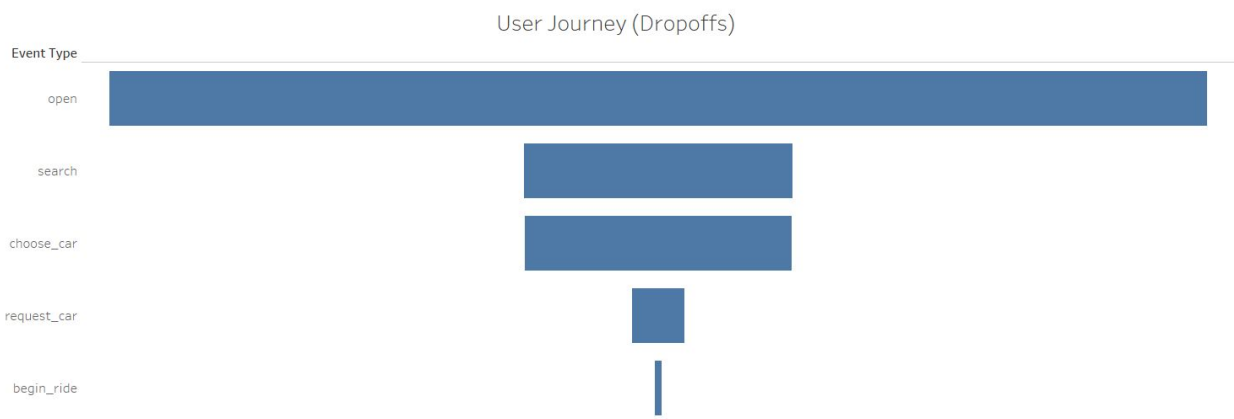 User Journey (Dropoffs)
Event Type
open
search
choose_car
request_car
begin_ride